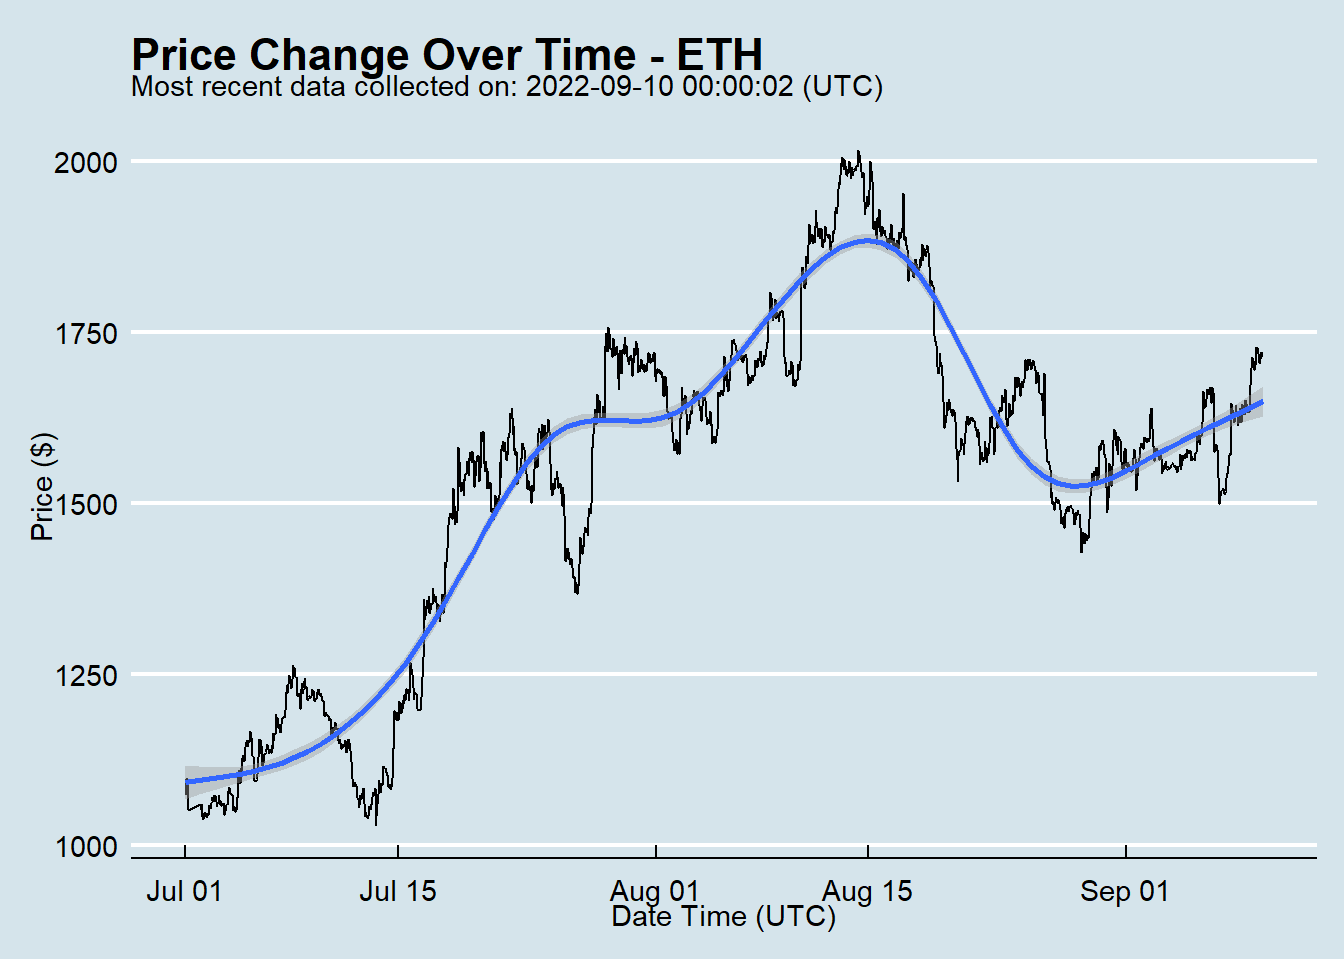 Price Change Over Time - ETH
Most recent data collected on: 2022-09-10 00:00:02 (UTC)
Price ($)
2000
1750
1500
1250
1000
Jul 01 Jul 15 Aug 01 Aug 15 Sep 01
Date Time (UTC)